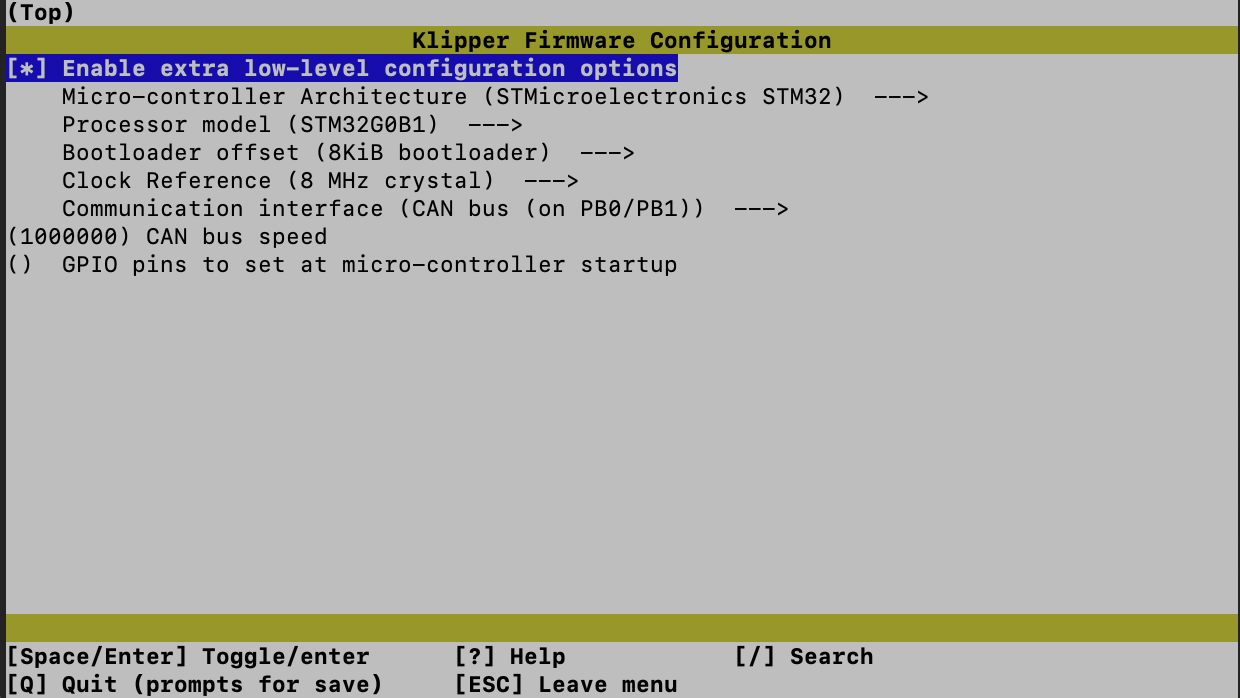 (Top)
Klipper Firmware Configuration
[*] Enable extra low-level configuration options
    Micro-controller Architecture (STMicroelectronics STM32)  --->
    Processor model (STM32G0B1)  --->
    Bootloader offset (8KiB bootloader)  --->
    Clock Reference (8 MHz crystal)  --->
    Communication interface (CAN bus (on PB0/PB1))  --->
(1000000) CAN bus speed
()  GPIO pins to set at micro-controller startup
[Space/Enter] Toggle/enter      [?] Help            [/] Search
[Q] Quit (prompts for save)     [ESC] Leave menu